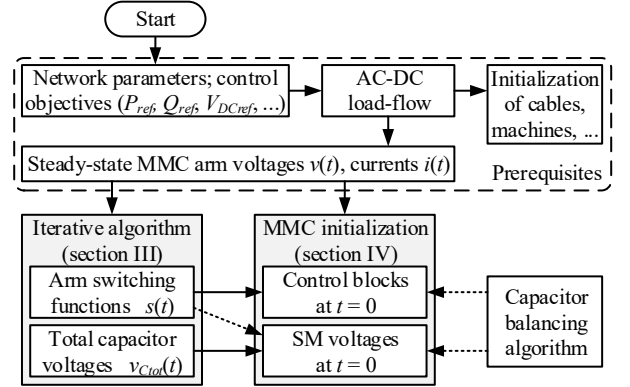 Start
Network parameters; control
objectives (Pref, Qref, VDCref, ...)
AC-DC
load-flow
Initialization
of cables,
machines, ...
Steady-state MMC arm voltages v(t), currents i(t)
Prerequisites
Iterative algorithm
(section III)
Arm switching
functions s(t)
Total capacitor
voltages vCtot(t)
MMC initialization
(section IV)
Control blocks
at t = 0
SM voltages
at t = 0
Capacitor
balancing
algorithm